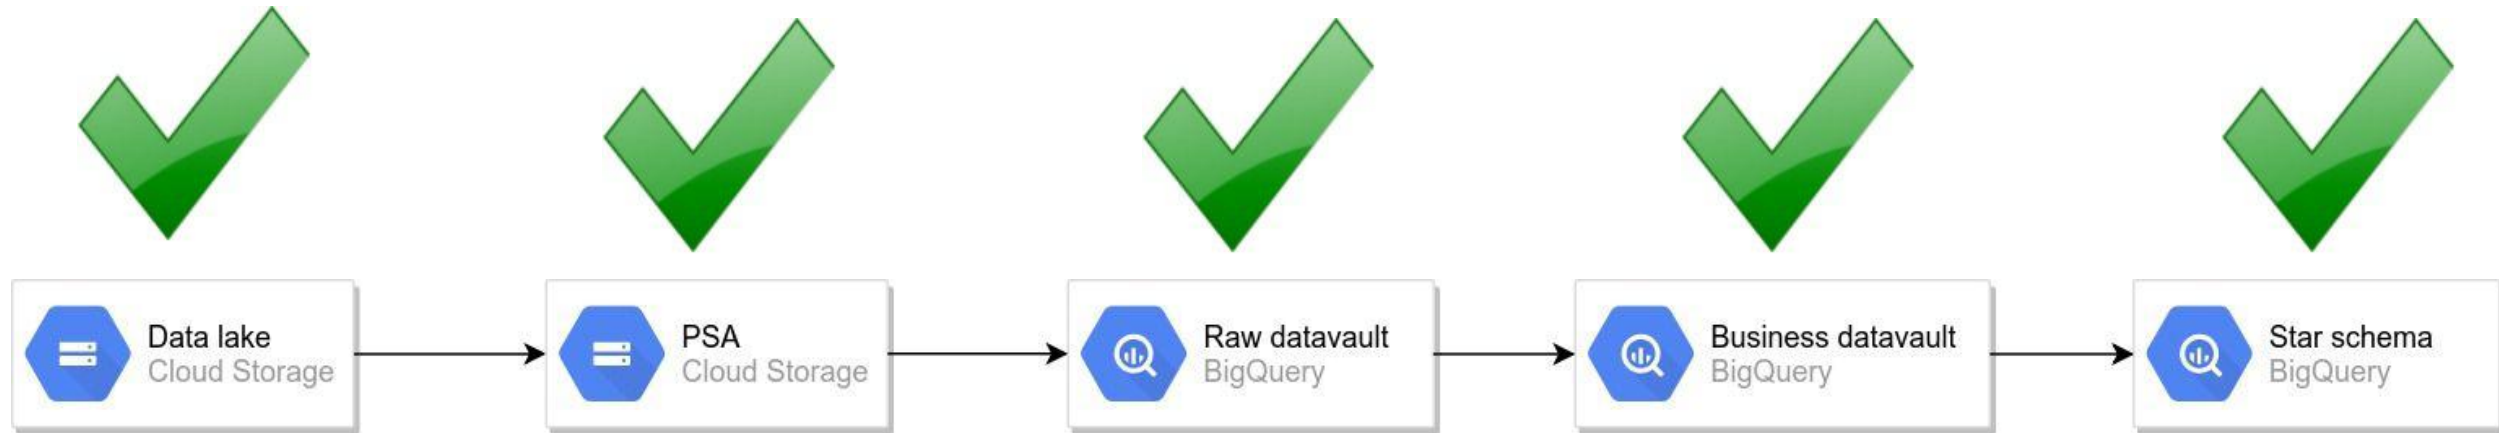 Data lake
Cloud Storage
PSA
Cloud Storage
Raw datavault
BigQuery
Business datavault
BigQuery
Star schema
BigQuery